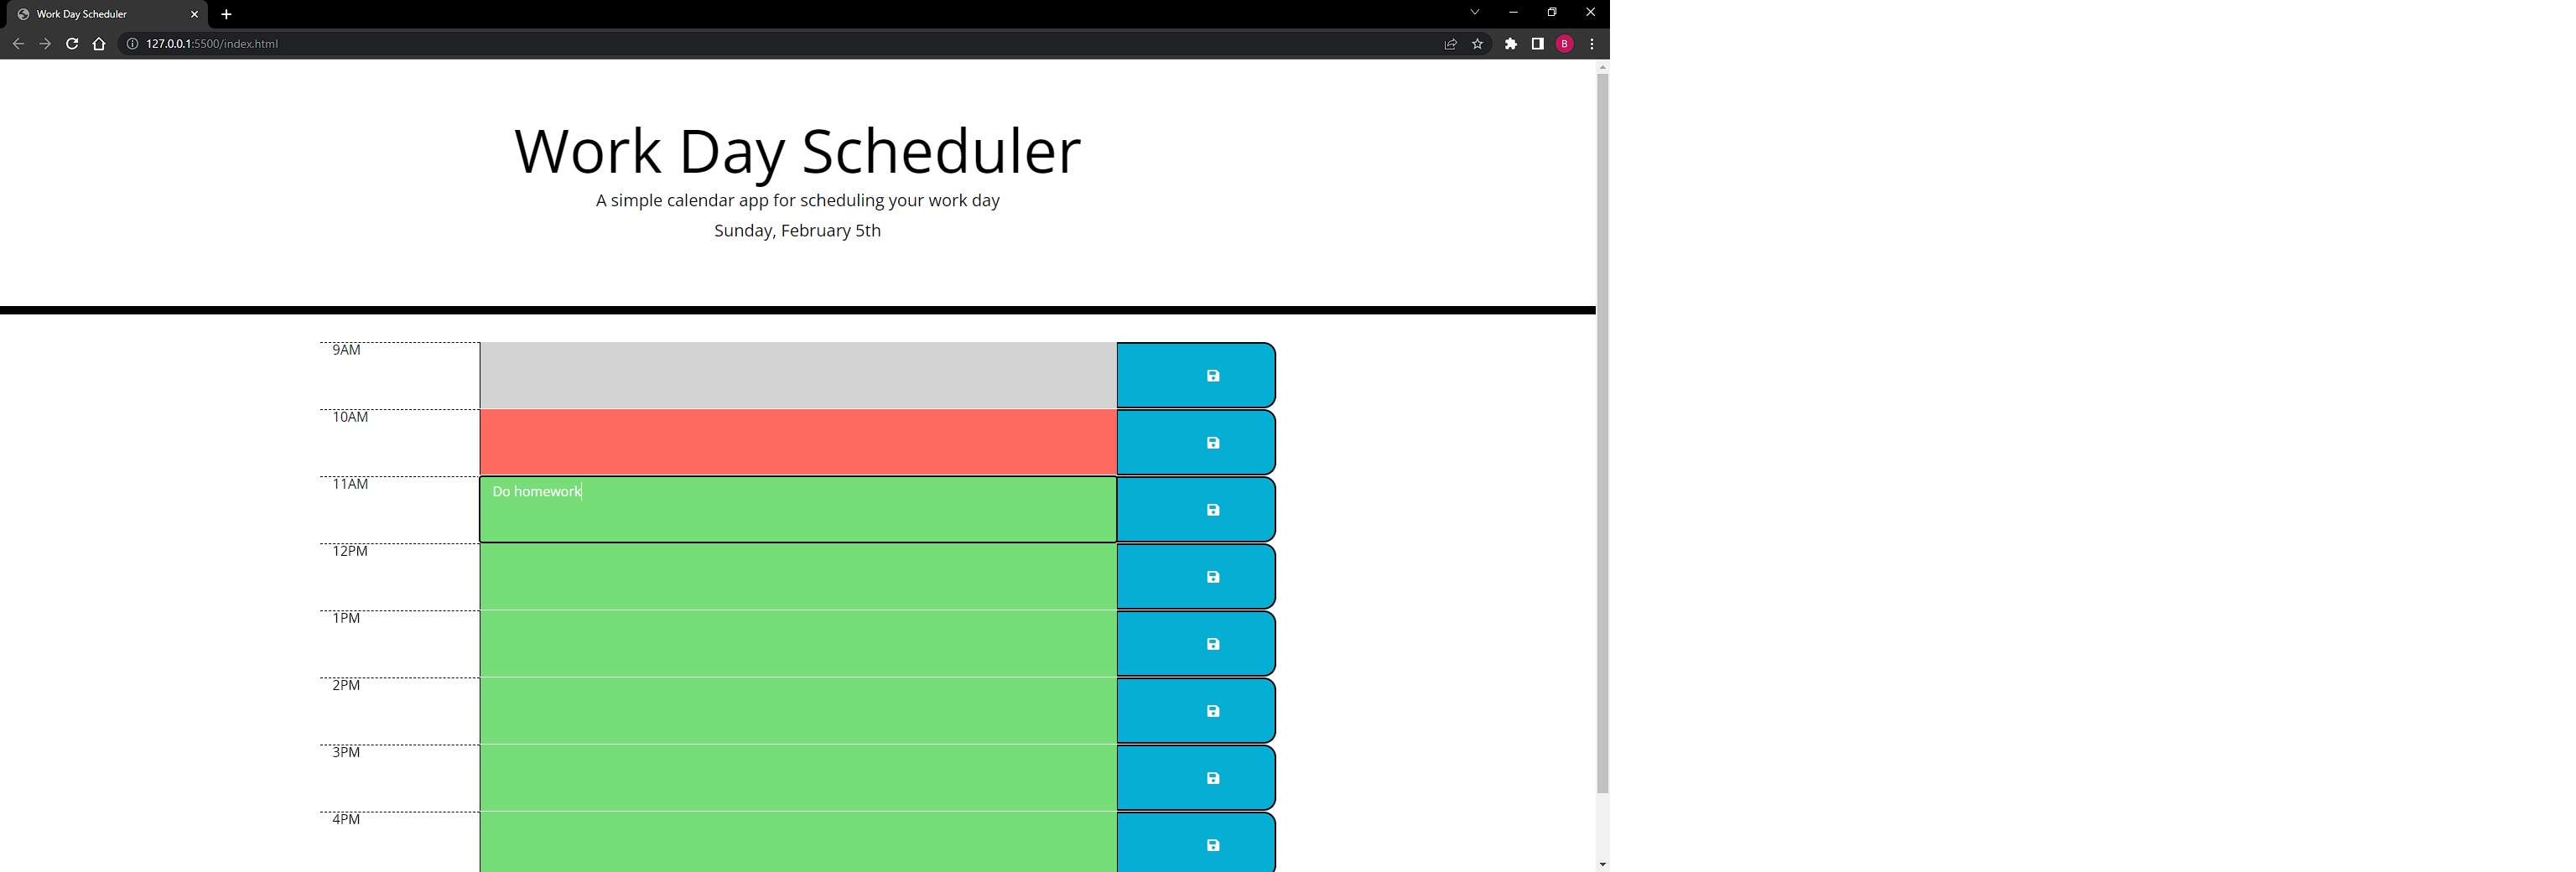 Work Day Scheduler
127.0.0.1:5500/index.html
B
Work Day Scheduler
A simple calendar app for scheduling your work day
Sunday, February 5th
9AM
10AM
11AM
Do homework
12PM
1PM
2PM
3PM
4PM